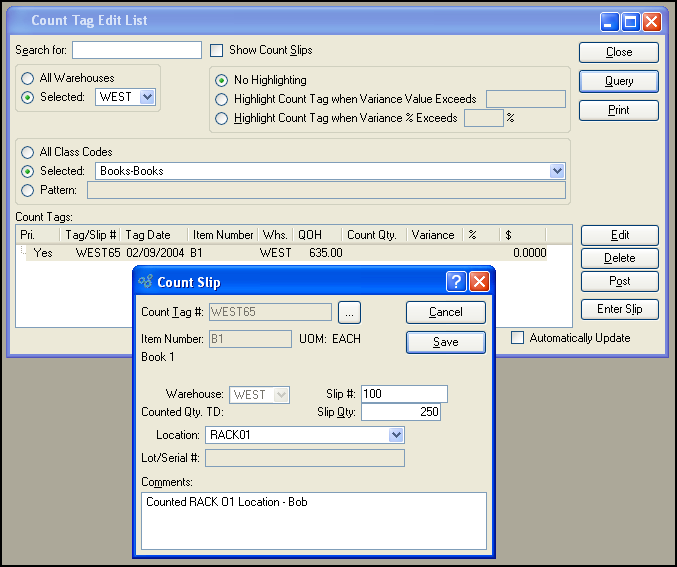 Count Tag Edit List
Search for:
Show Count Slips
Close
All Warehouses
Selected: WEST
No Highlighting
Highlight Count Tag when Variance Value Exceeds
Highlight Count Tag when Variance % Exceeds %
Query
Print
All Class Codes
Selected: Books-Books
Pattern:
Count Tags:
Pri. Tag/Slip # Tag Date Item Number Whs. QOH Count Qty. Variance % $
Yes WEST65 02/09/2004 B1 WEST 635.00 0.0000
Edit
Delete
Post
Enter Slip
Automatically Update
Count Slip
?
Count Tag #: WEST65 ...
Cancel
Item Number: B1 UOM: EACH
Save
Book 1
Warehouse: WEST Slip #: 100
Counted Qty. TD: Slip Qty: 250
Location: RACK01
Lot/Serial #:
Comments:
Counted RACK 01 Location - Bob